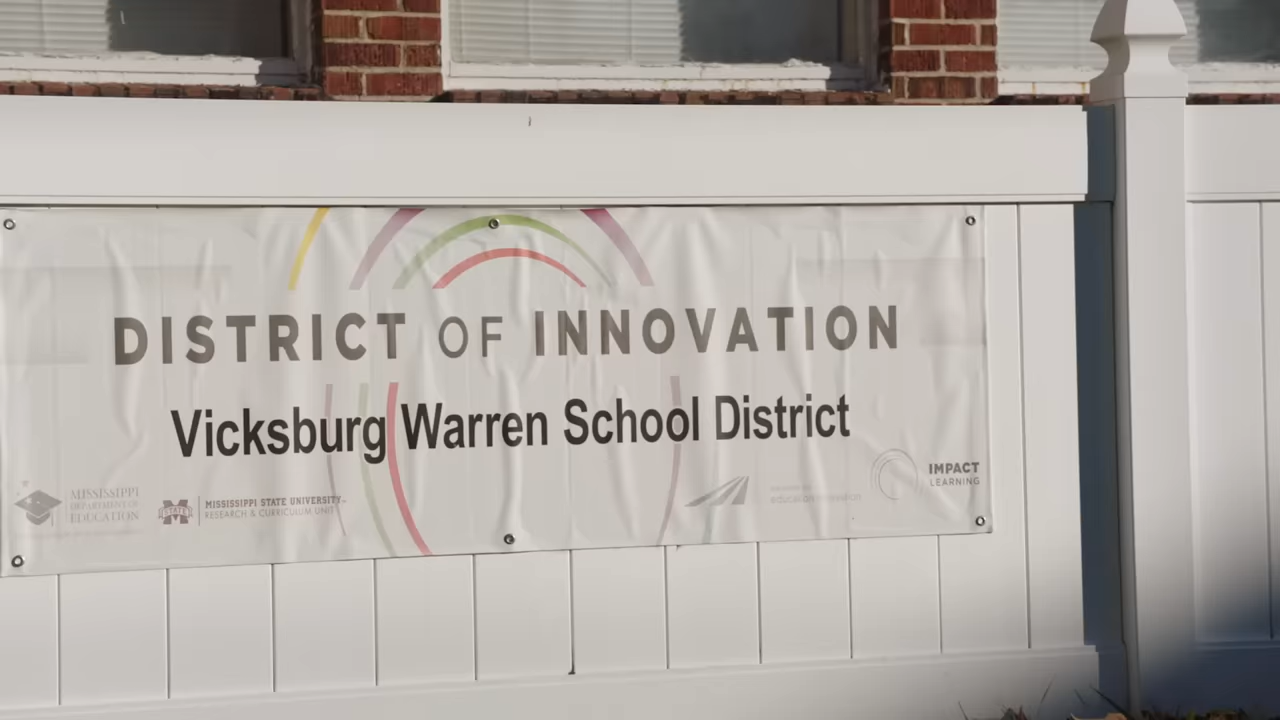 DISTRICT OF INNOVATION
Vicksburg Warren School District
MISSISSIPPI
DEPARTMENT OF
EDUCATION
STATE
MISSISSIPPI STATE UNIVERSITY
RESEARCH & CURRICULUM UNIT
IMPACT
LEARNING